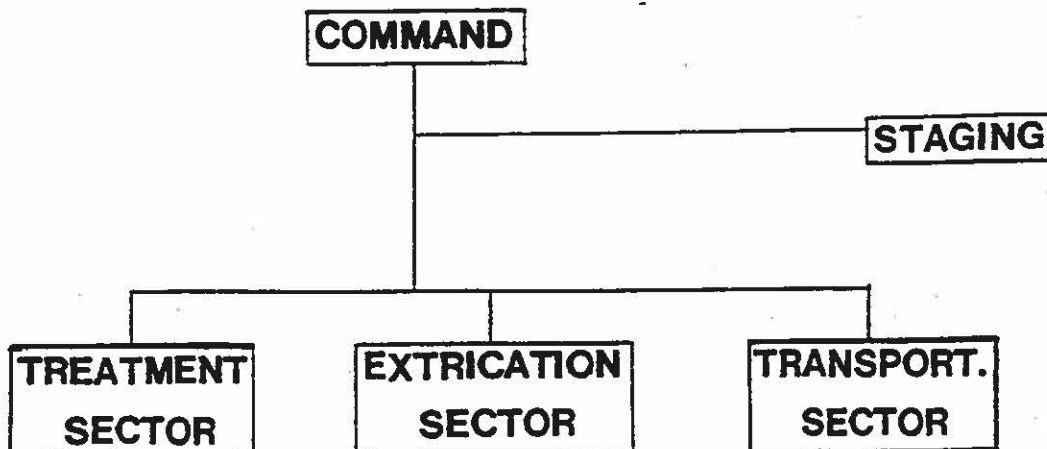 COMMAND
STAGING
TREATMENT
SECTOR
EXTRICATION
SECTOR
TRANSPORT.
SECTOR